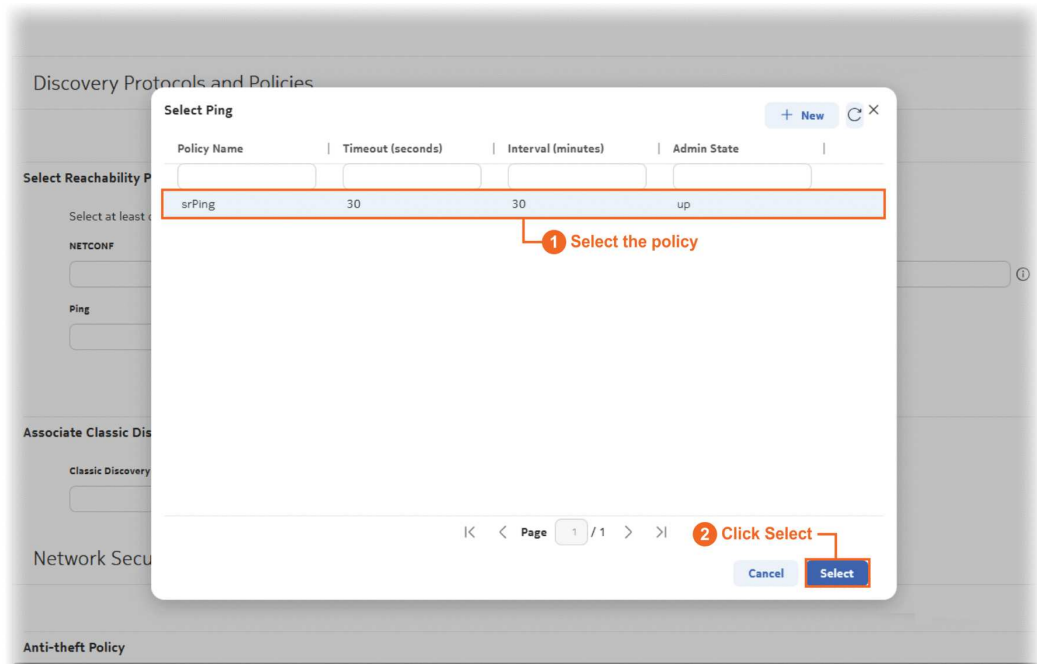 Discovery Protocols and Policies
Select Ping
+ New
Policy Name
Timeout (seconds)
Interval (minutes)
Admin State
Select Reachability P
srPing
30
30
up
Select at least
1 Select the policy
NETCONF
Ping
Associate Classic Dis
Classic Discovery
Page 1 / 1
2 Click Select
Network Secu
Cancel
Select
Anti-theft Policy